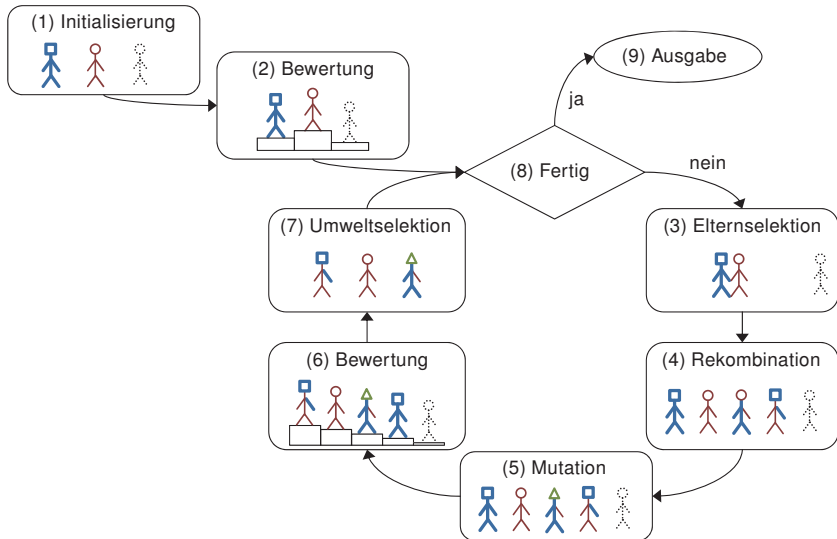 (1) Initialisierung
(2) Bewertung
(9) Ausgabe
ja
(8) Fertig
nein
(3) Elternselektion
(4) Rekombination
(5) Mutation
(6) Bewertung
(7) Umweltselektion